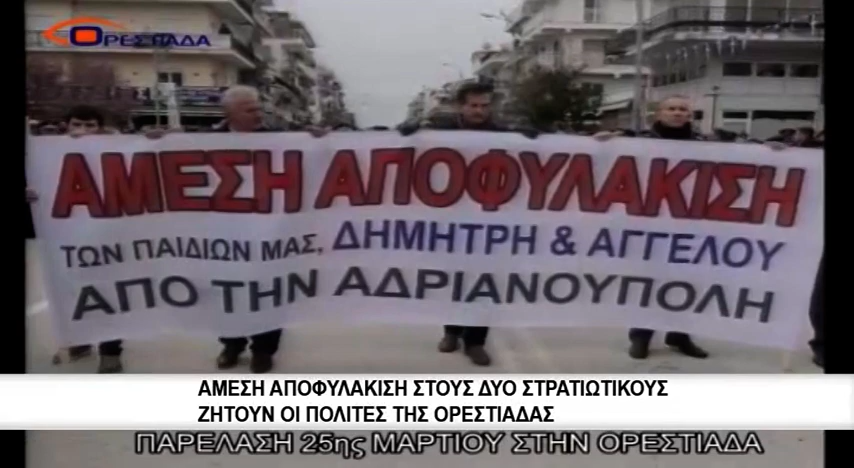 ΟΡΕΣΤΙΑΔΑ
ΑΜΕΣΗ ΑΠΟΦΥΛΑΚΙΣΗ
ΤΩΝ ΠΑΙΔΙΩΝ ΜΑΣ, ΔΗΜΗΤΡΗ & ΑΓΓΕΛΟΥ
ΑΠΟ ΤΗΝ ΑΔΡΙΑΝΟΥΠΟΛΗ
ΑΜΕΣΗ ΑΠΟΦΥΛΑΚΙΣΗ ΣΤΟΥΣ ΔΥΟ ΣΤΡΑΤΙΩΤΙΚΟΥΣ
ΖΗΤΟΥΝ ΟΙ ΠΟΛΙΤΕΣ ΤΗΣ ΟΡΕΣΤΙΑΔΑΣ
ΠΑΡΕΛΑΣΗ 25ης ΜΑΡΤΙΟΥ ΣΤΗΝ ΟΡΕΣΤΙΑΔΑ